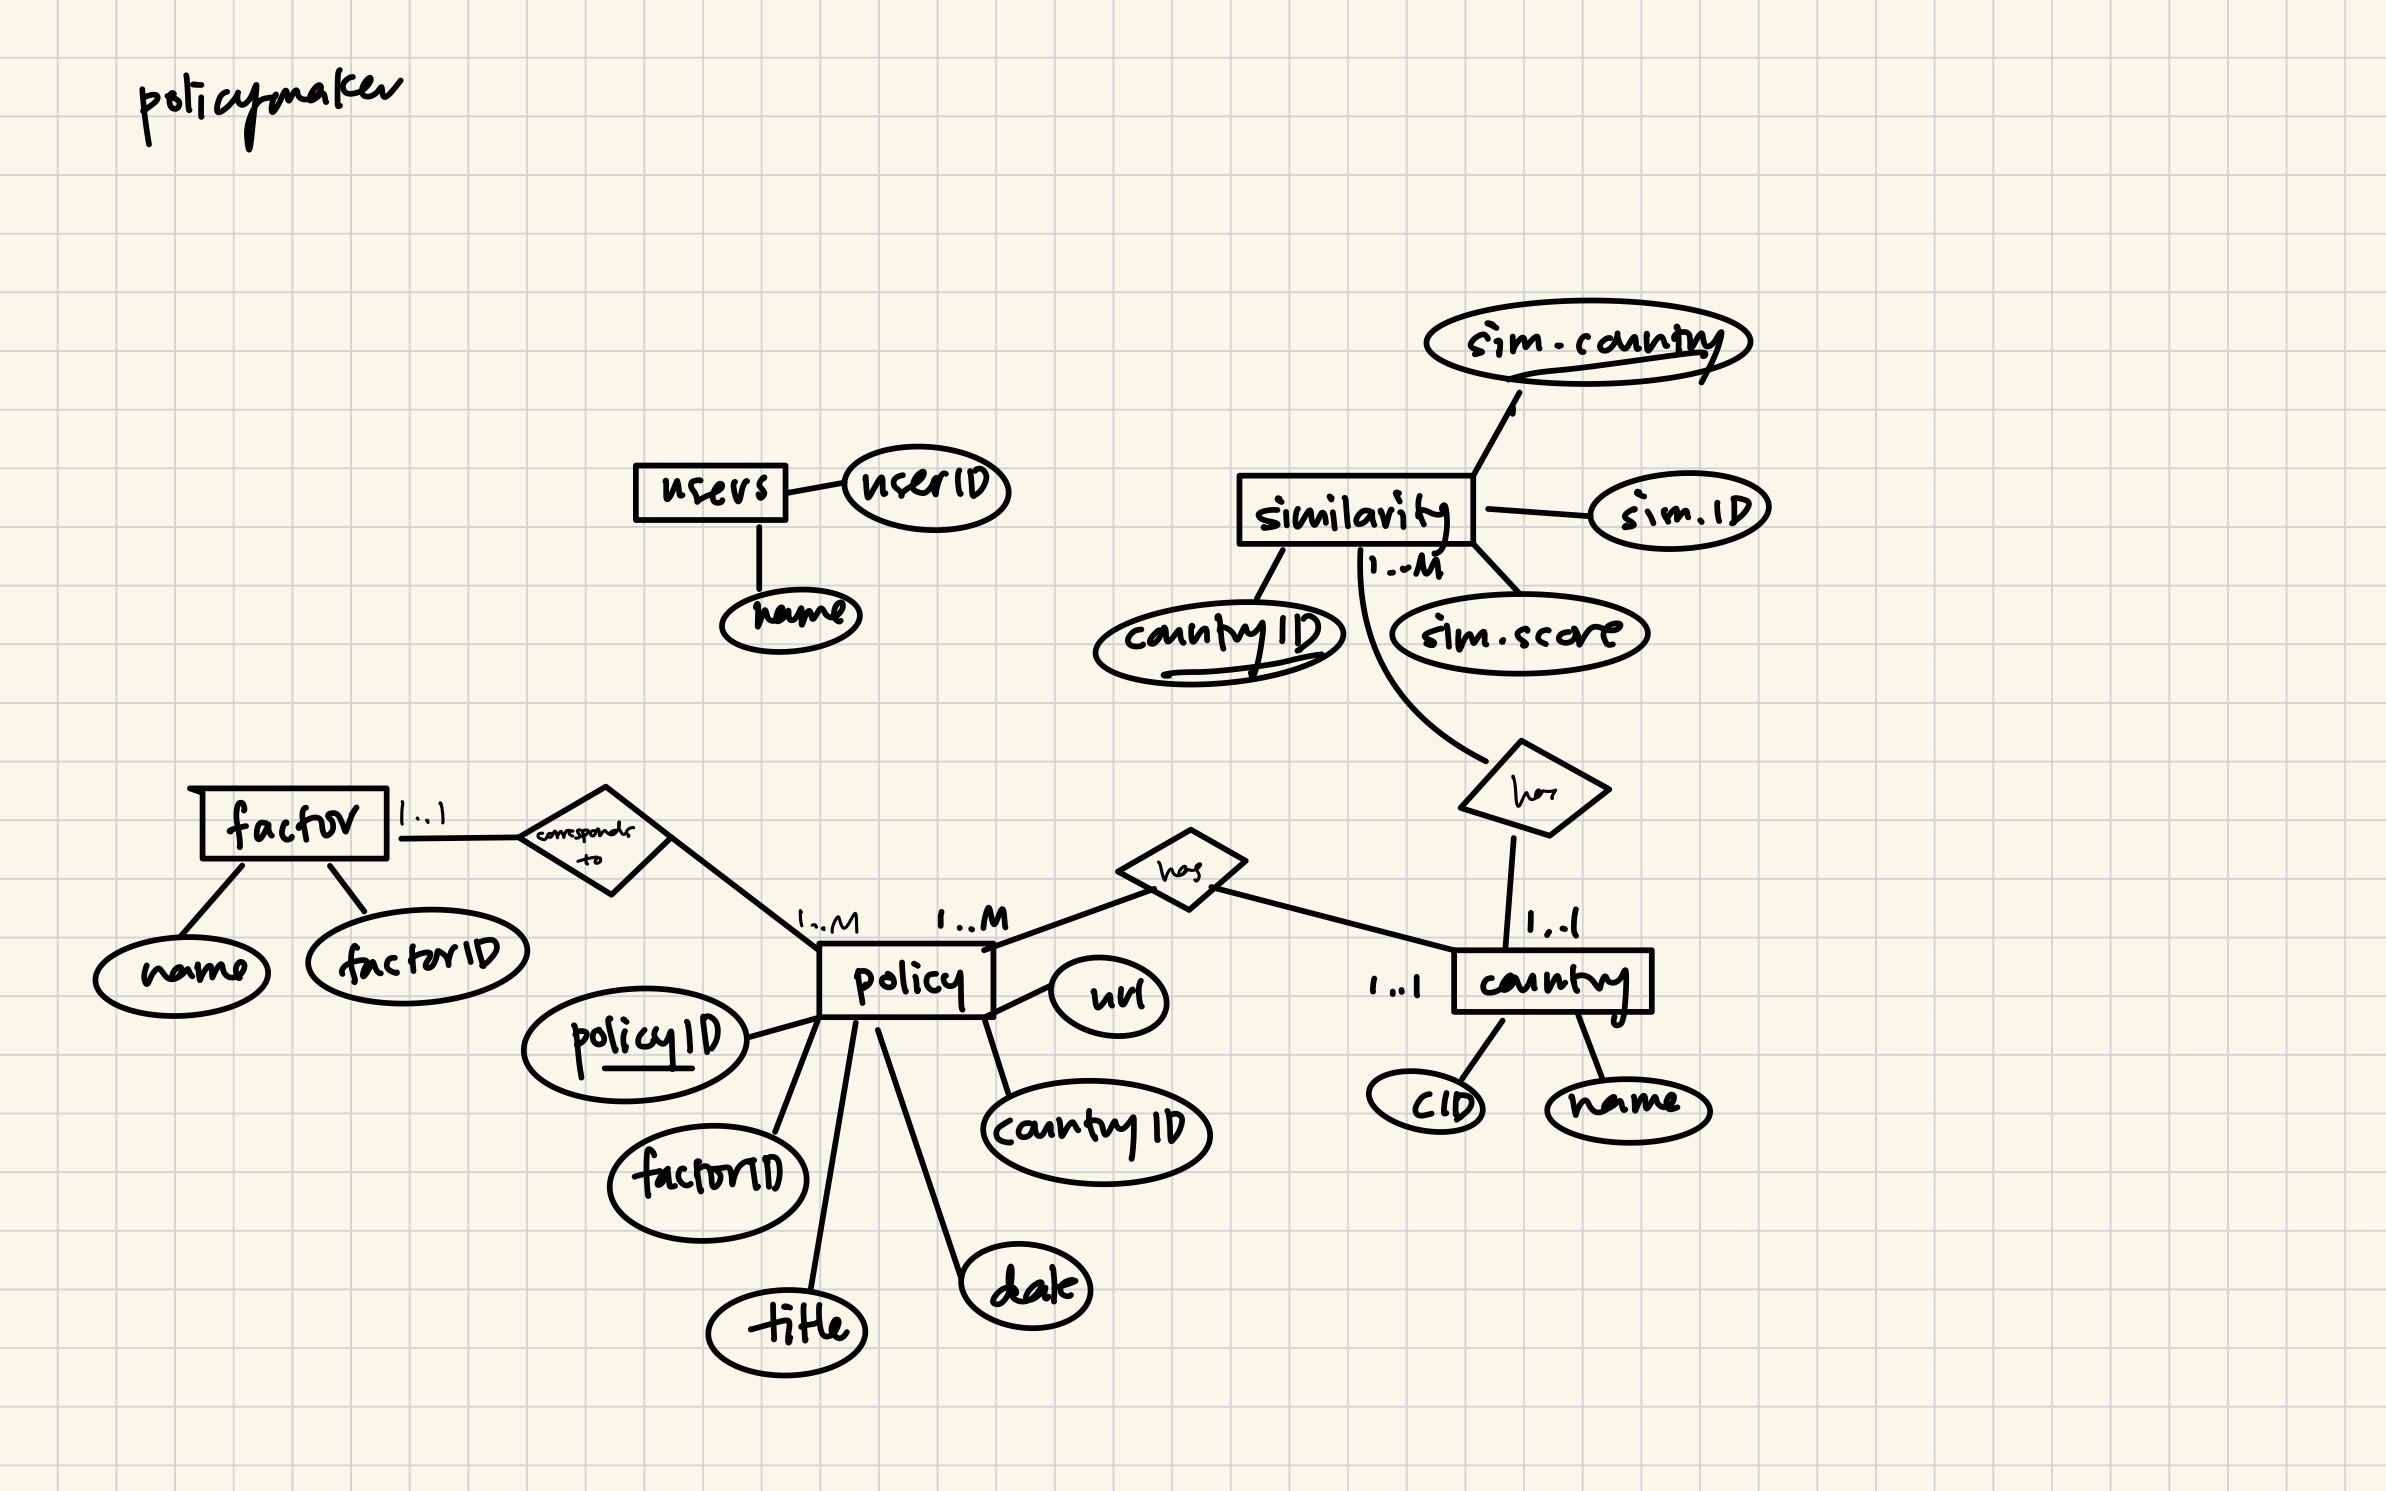 policymaker
sim.country
users
userID
similarity
sim.ID
1..M
name
countryID
sim.score
has
factor
1..1
corresponds
to
has
1..M
1..M
1..1
name
factorID
policy
url
1..1
country
policyID
CID
name
countryID
factorID
date
title